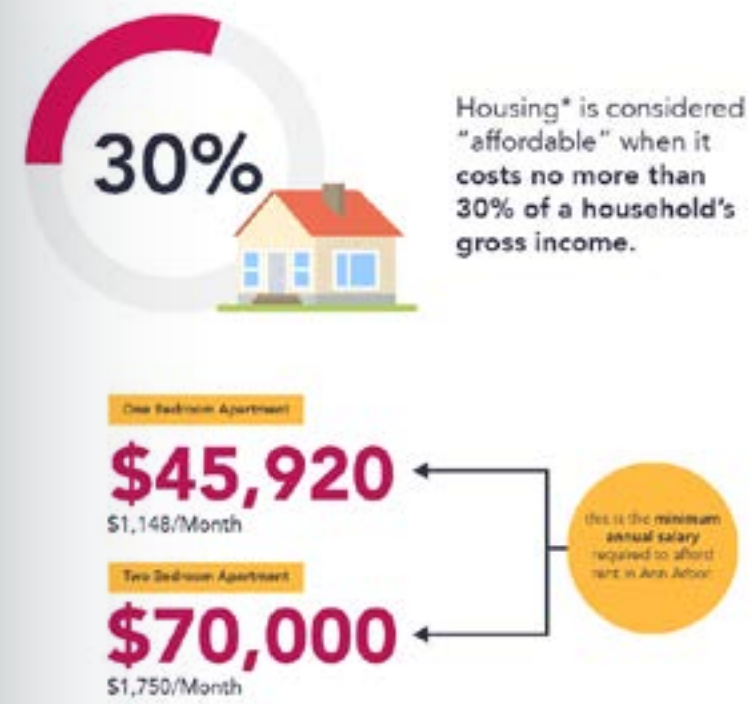 30%
Housing* is considered
"affordable" when it
costs no more than
30% of a household's
gross income.
One Bedroom Apartment
$45,920
$1,148/Month
Two Bedroom Apartment
$70,000
$1,750/Month
this is the minimum
annual salary
required to afford
rent in Ann Arbor